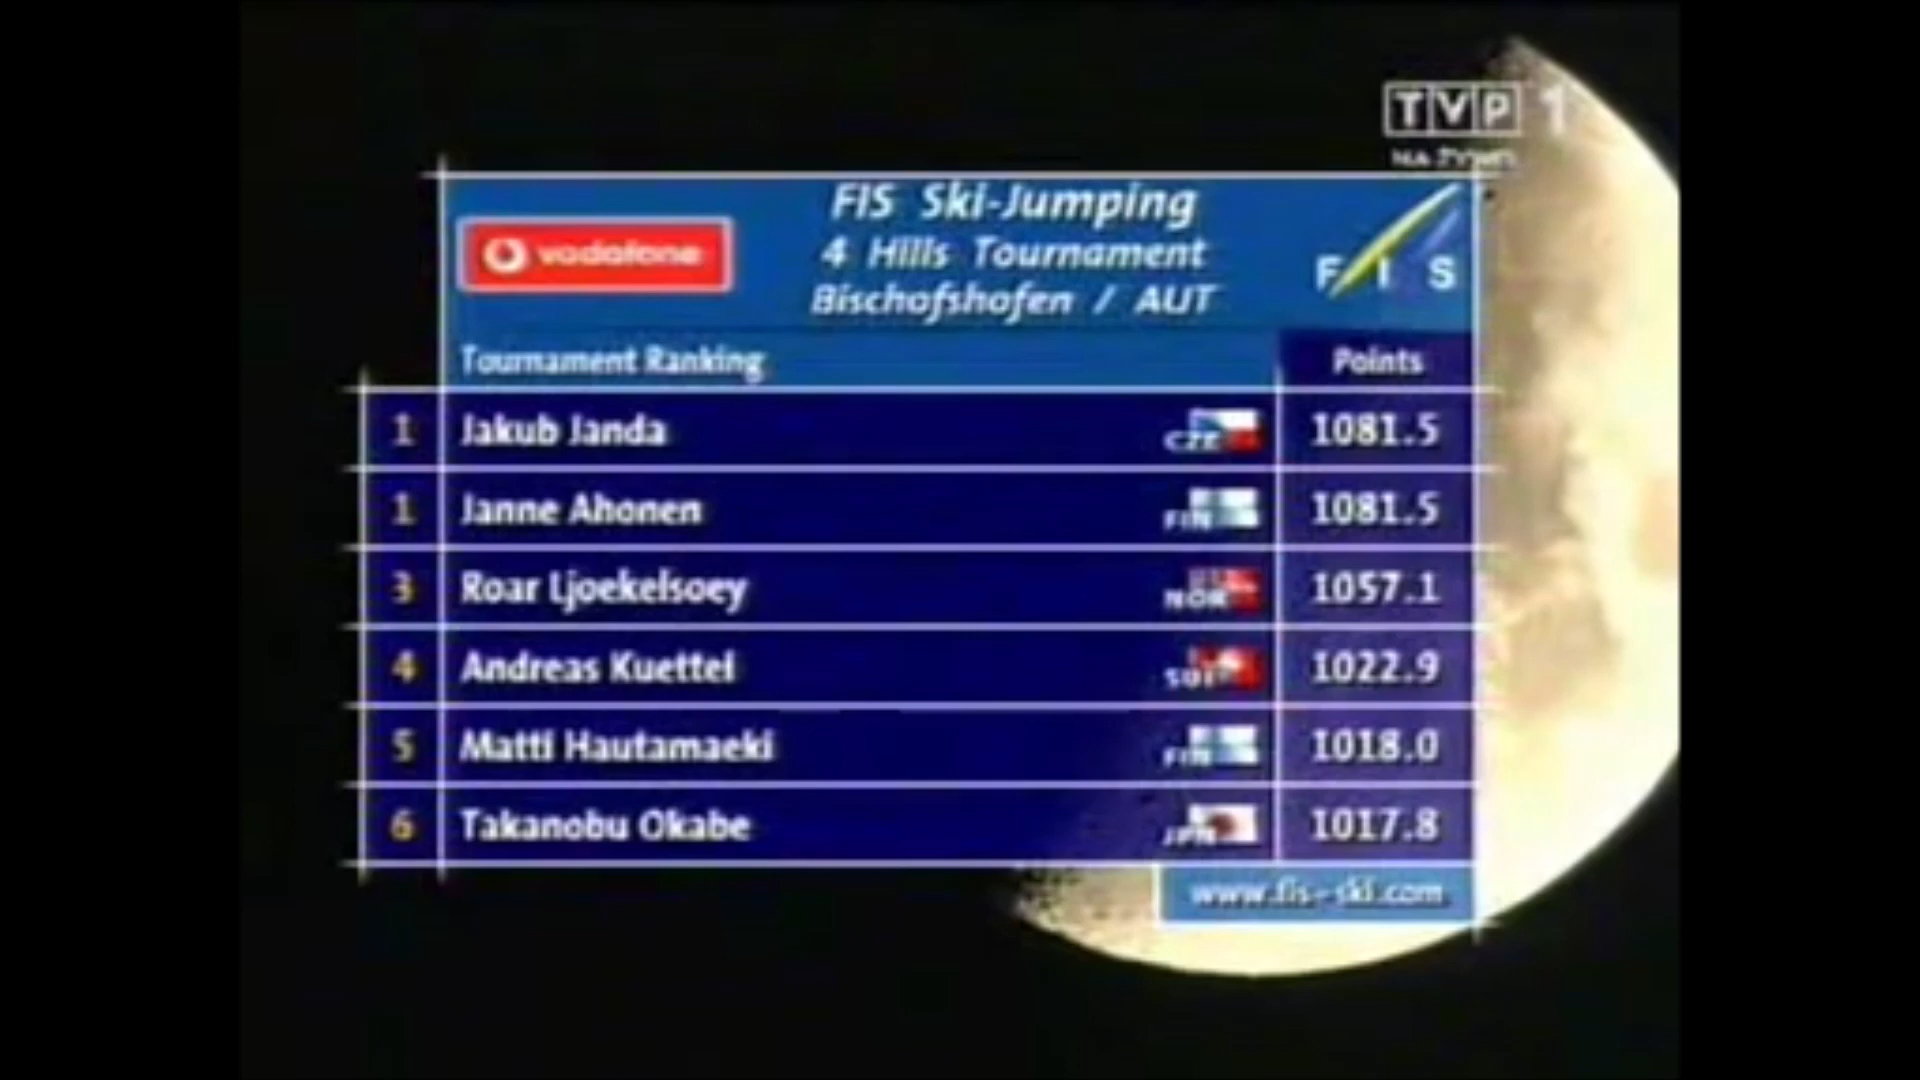 TVP 1
NA ŻYWO
vodafone
FIS Ski-Jumping
4 Hills Tournament
Bischofshofen / AUT
F I S
Tournament Ranking Points
1 Jakub Janda CZE 1081.5
1 Janne Ahonen FIN 1081.5
3 Roar Ljoekelsoey NOR 1057.1
4 Andreas Kuettel SUI 1022.9
5 Matti Hautamaeki FIN 1018.0
6 Takanobu Okabe JPN 1017.8
www.fis-ski.com